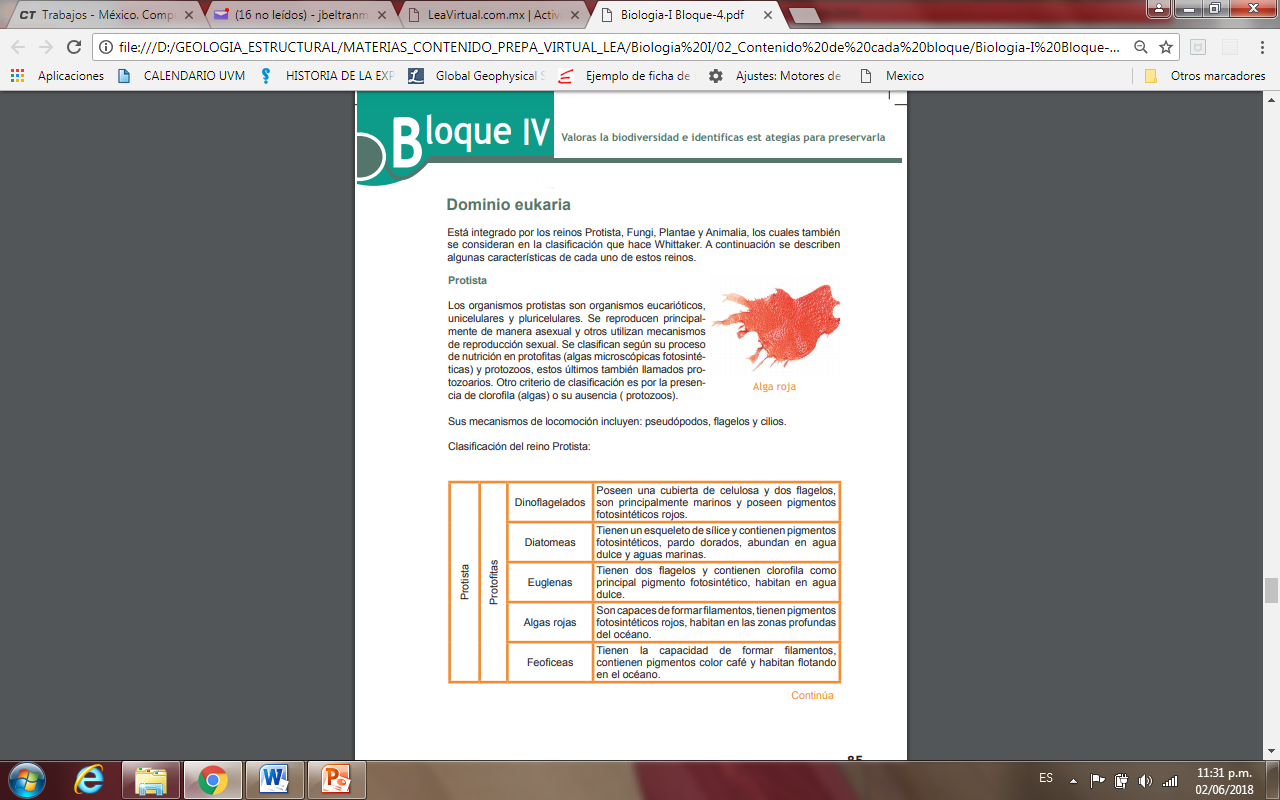 CT Trabajos - México. Comp
(16 no leídos) - jbeltranm
LeaVirtual.com.mx | Activ
Biologia-I Bloque-4.pdf
file:///D:/GEOLOGIA_ESTRUCTURAL/MATERIAS_CONTENIDO_PREPA_VIRTUAL_LEA/Biologia%20I/02_Contenido%20de%20cada%20bloque/Biologia-I%20Bloque-...
Aplicaciones
CALENDARIO UVM
HISTORIA DE LA EXP
Global Geophysical S
Ejemplo de ficha de
Ajustes: Motores de
Mexico
Otros marcadores
Bloque IV
Valoras la biodiversidad e identificas est ategias para preservarla
Dominio eukaria
Está integrado por los reinos Protista, Fungi, Plantae y Animalia, los cuales también
se consideran en la clasificación que hace Whittaker. A continuación se describen
algunas características de cada uno de estos reinos.
Protista
Los organismos protistas son organismos eucarióticos,
unicelulares y pluricelulares. Se reproducen principal-
mente de manera asexual y otros utilizan mecanismos
de reproducción sexual. Se clasifican según su proceso
de nutrición en protofitas (algas microscópicas fotosinté-
ticas) y protozoos, estos últimos también llamados pro-
tozoarios. Otro criterio de clasificación es por la presen-
cia de clorofila (algas) o su ausencia ( protozoos).
Alga roja
Sus mecanismos de locomoción incluyen: pseudópodos, flagelos y cilios.
Clasificación del reino Protista:
Protista
Protofitas
Dinoflagelados
Poseen una cubierta de celulosa y dos flagelos,
son principalmente marinos y poseen pigmentos
fotosintéticos rojos.
Diatomeas
Tienen un esqueleto de sílice y contienen pigmentos
fotosintéticos, pardo dorados, abundan en agua
dulce y aguas marinas.
Euglenas
Tienen dos flagelos y contienen clorofila como
principal pigmento fotosintético, habitan en agua
dulce.
Algas rojas
Son capaces de formar filamentos, tienen pigmentos
fotosintéticos rojos, habitan en las zonas profundas
del océano.
Feoficeas
Tienen la capacidad de formar filamentos,
contienen pigmentos color café y habitan flotando
en el océano.
Continúa
ES
11:31 p.m.
02/06/2018